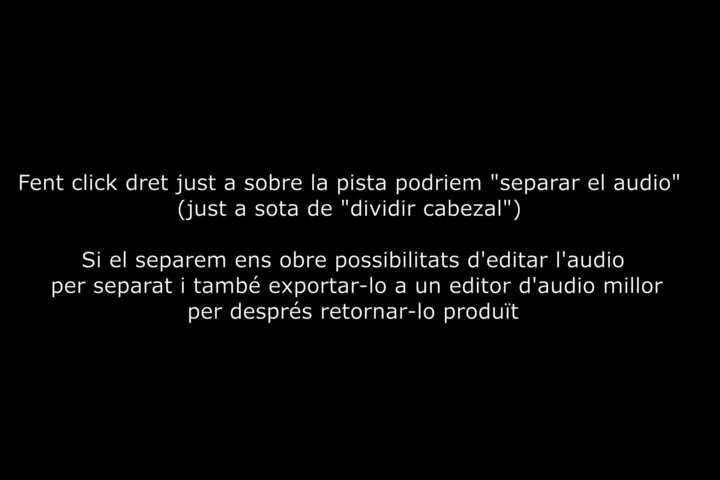 Fent click dret just a sobre la pista podriem "separar el audio"
(just a sota de "dividir cabezal")
Si el separem ens obre possibilitats d'editar l'audio
per separat i també exportar-lo a un editor d'audio millor
per després retornar-lo produït